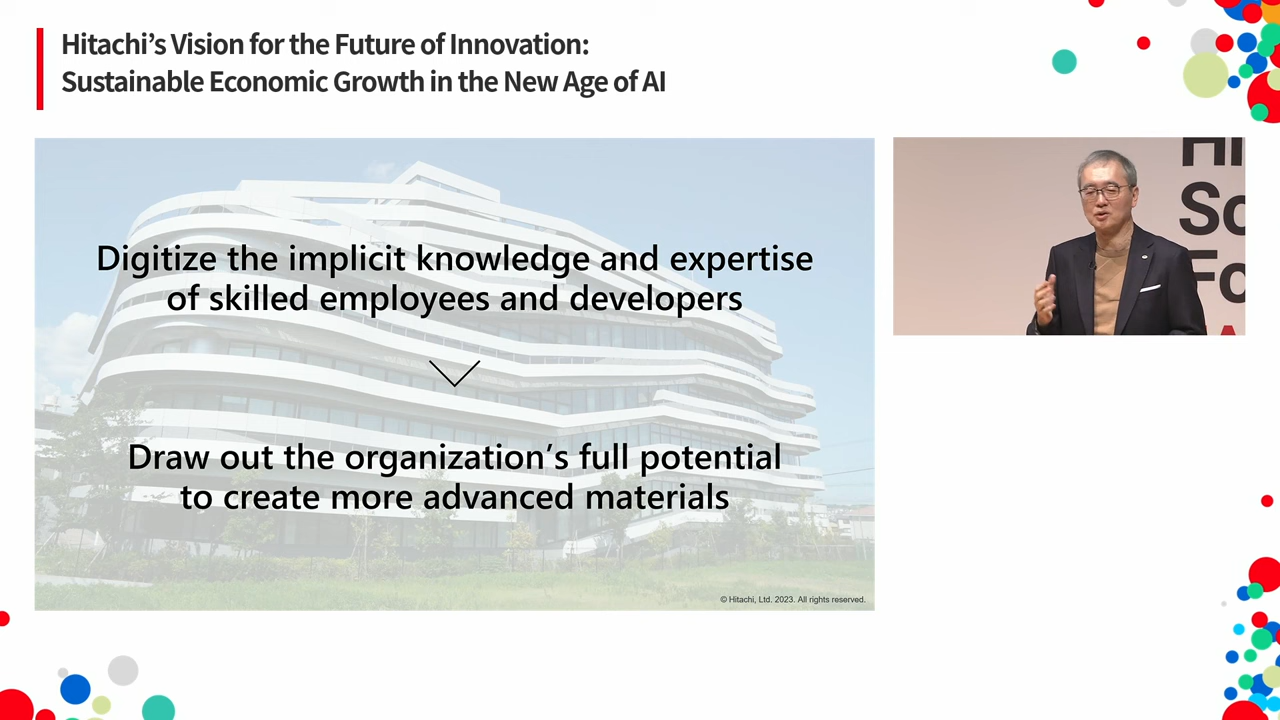 Hitachi’s Vision for the Future of Innovation:
Sustainable Economic Growth in the New Age of AI
Digitize the implicit knowledge and expertise
of skilled employees and developers
Draw out the organization’s full potential
to create more advanced materials
© Hitachi, Ltd. 2023. All rights reserved.